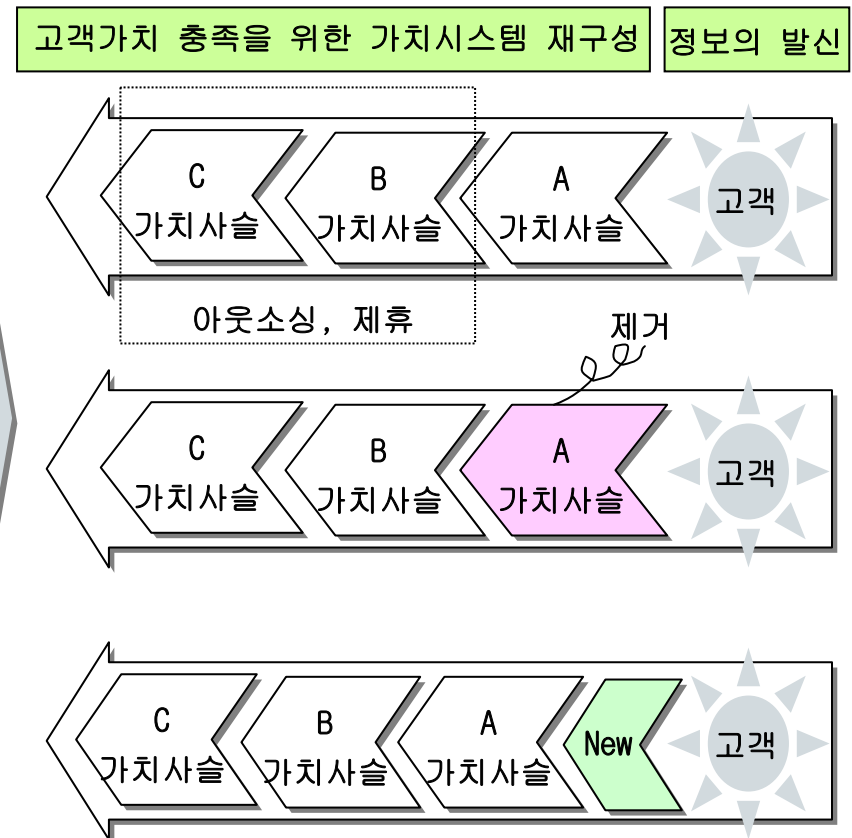 고객가치 충족을 위한 가치시스템 재구성
정보의 발신
C
가치사슬
B
가치사슬
A
가치사슬
고객
아웃소싱, 제휴
제거
C
가치사슬
B
가치사슬
A
가치사슬
고객
C
가치사슬
B
가치사슬
A
가치사슬
New
고객